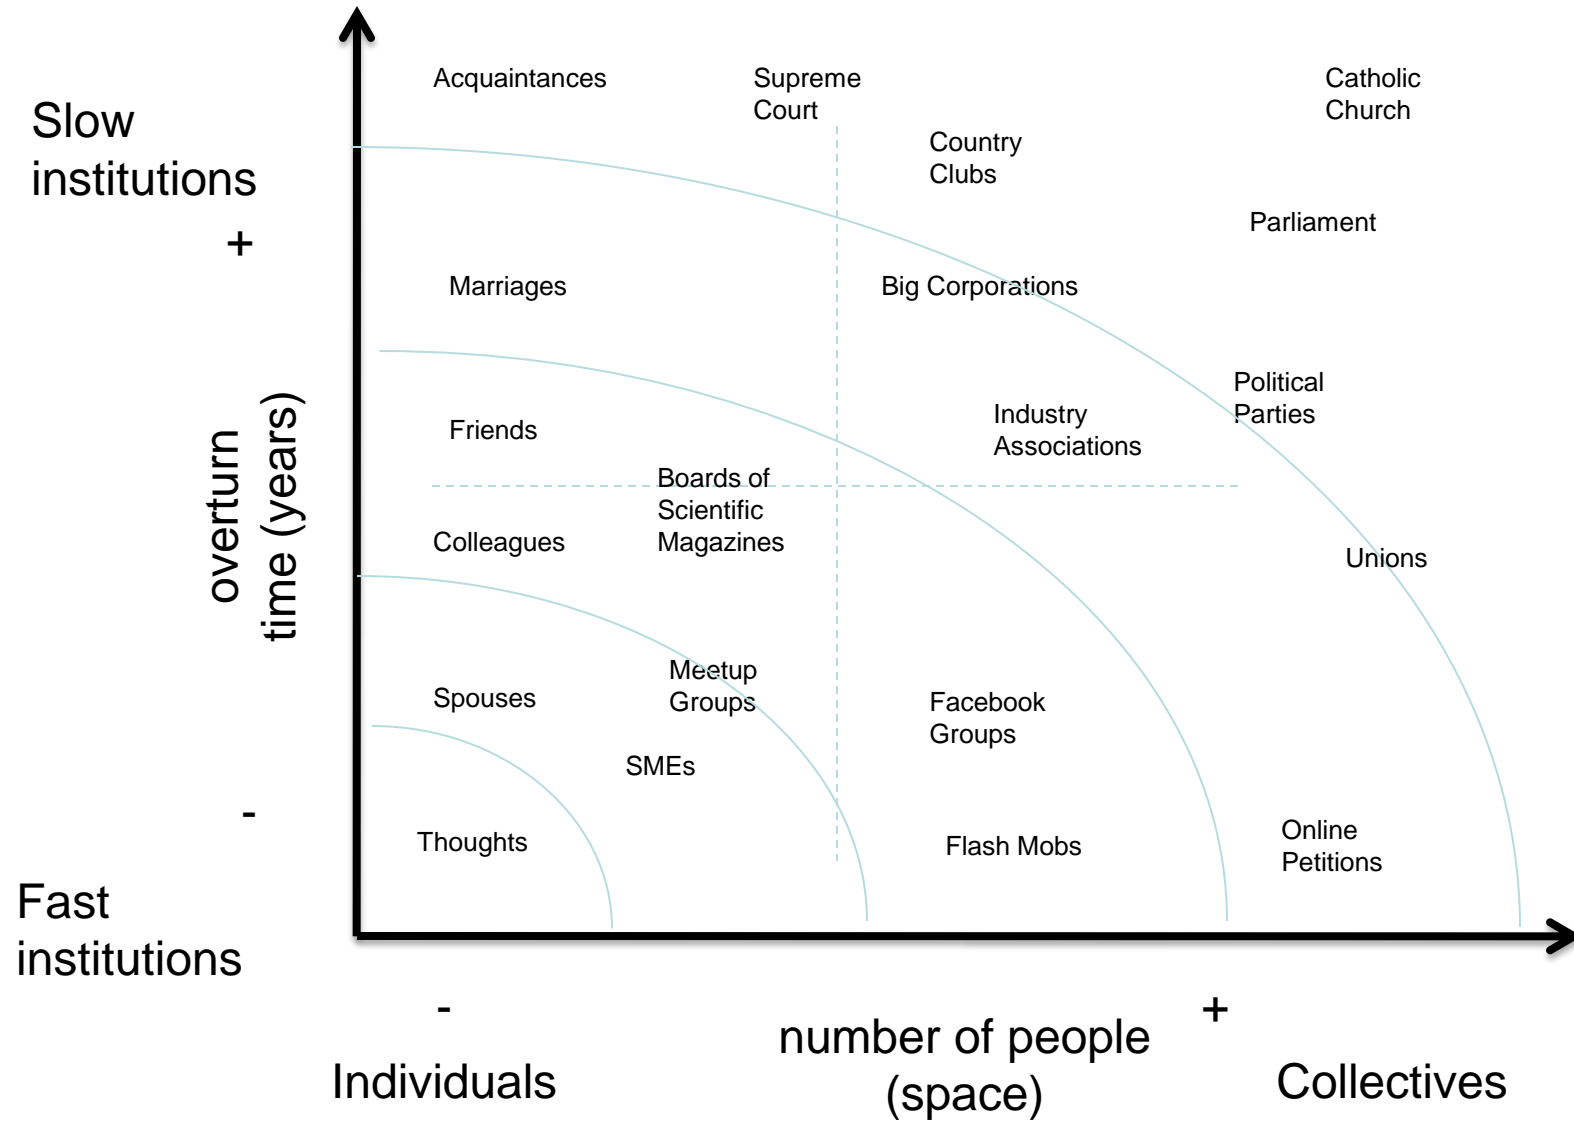 Acquaintances
Supreme
Court
Catholic
Church
Slow
institutions
+
Country
Clubs
Parliament
Marriages
Big Corporations
Political
Parties
overturn
time (years)
Friends
Industry
Associations
Boards of
Scientific
Magazines
Colleagues
Unions
Spouses
Meetup
Groups
Facebook
Groups
SMEs
-
Thoughts
Flash Mobs
Online
Petitions
Fast
institutions
-
+
number of people
(space)
Individuals
Collectives